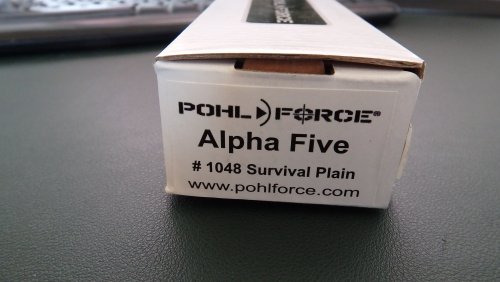 POHL FORCE®
Alpha Five
# 1048 Survival Plain
www.pohlforce.com